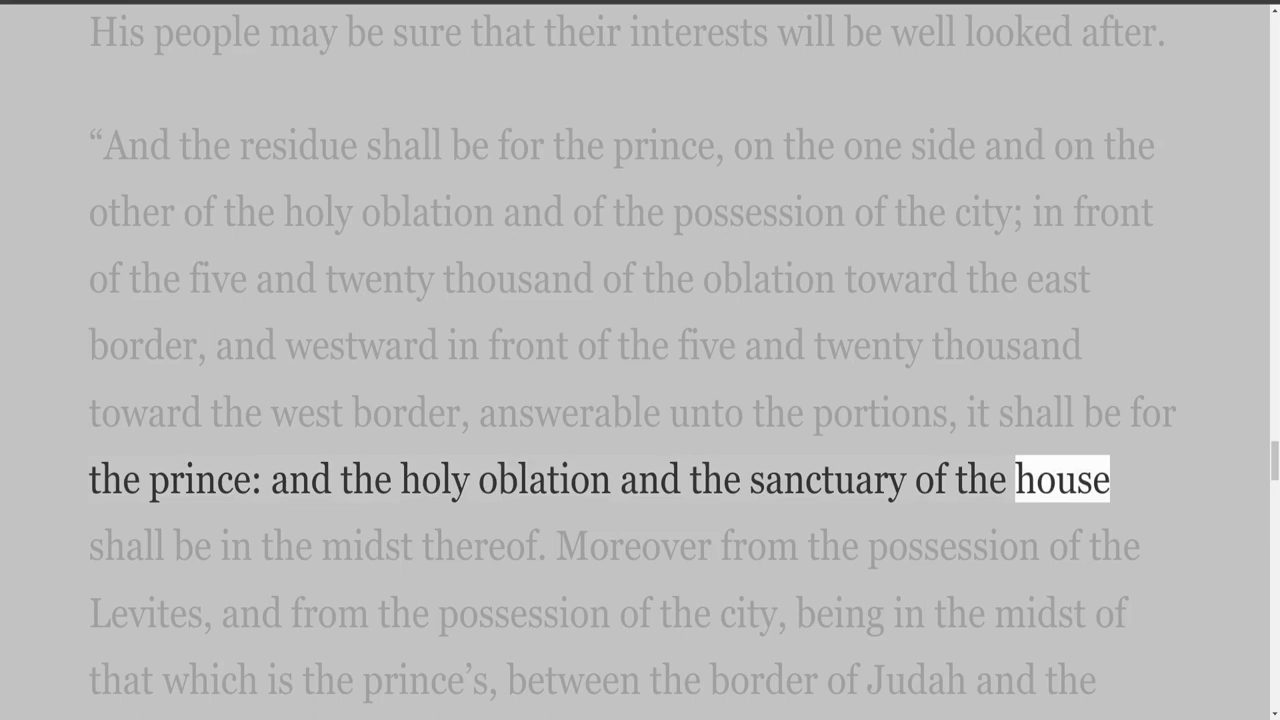 His people may be sure that their interests will be well looked after.
“And the residue shall be for the prince, on the one side and on the
other of the holy oblation and of the possession of the city; in front
of the five and twenty thousand of the oblation toward the east
border, and westward in front of the five and twenty thousand
toward the west border, answerable unto the portions, it shall be for
the prince: and the holy oblation and the sanctuary of the house
shall be in the midst thereof. Moreover from the possession of the
Levites, and from the possession of the city, being in the midst of
that which is the prince’s, between the border of Judah and the